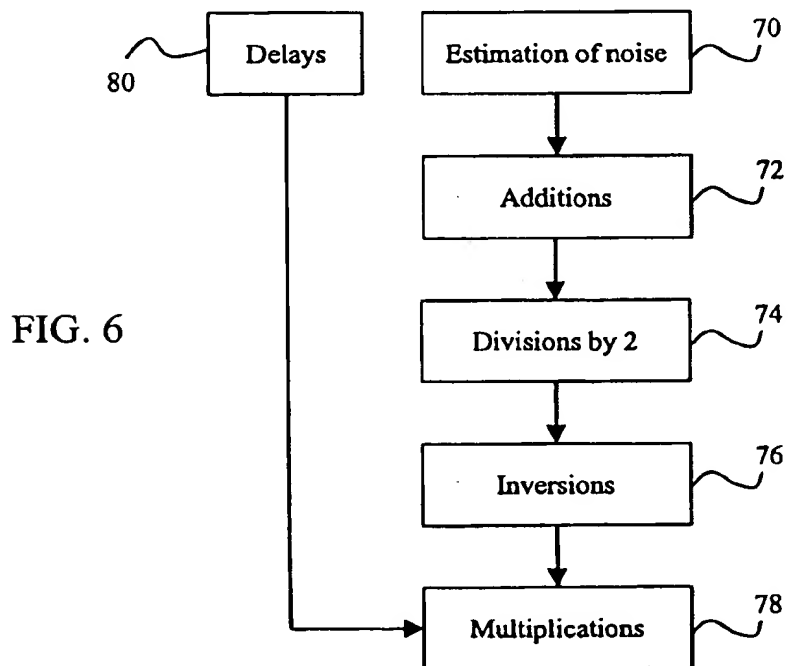 Delays
80
Estimation of noise
70
Additions
72
FIG. 6
Divisions by 2
74
Inversions
76
Multiplications
78